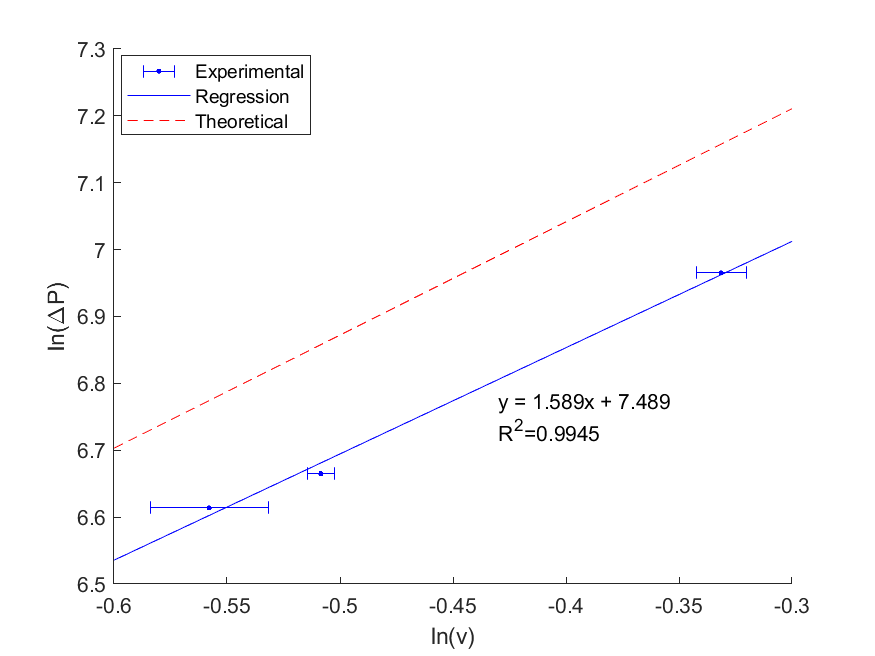 7.3
7.2
7.1
7
6.9
6.8
6.7
6.6
6.5
ln(ΔP)
Experimental
Regression
Theoretical
y = 1.589x + 7.489
R²=0.9945
-0.6 -0.55 -0.5 -0.45 -0.4 -0.35 -0.3
ln(v)